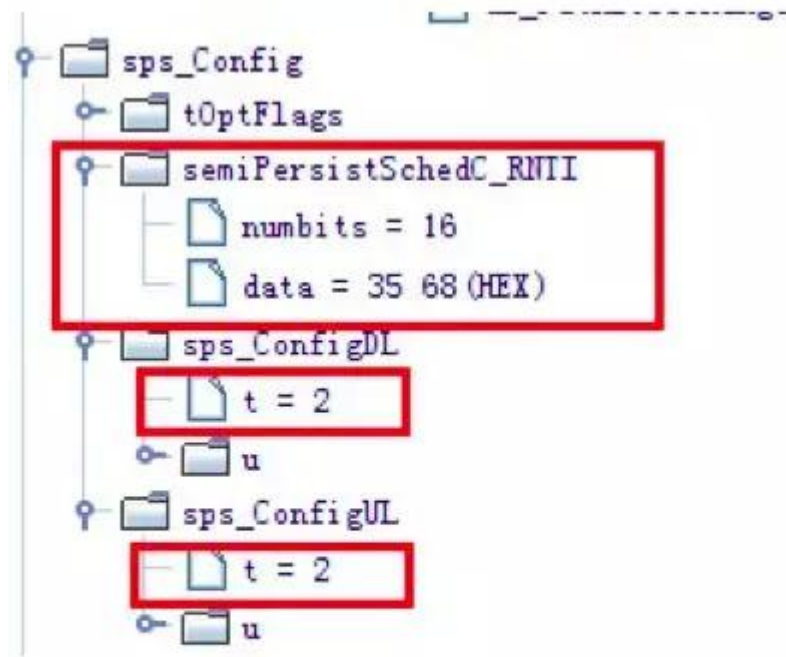 sps_Config
tOptFlags
semiPersistSchedC_RNTI
numbits = 16
data = 35 68(HEX)
sps_ConfigDL
t = 2
u
sps_ConfigUL
t = 2
u